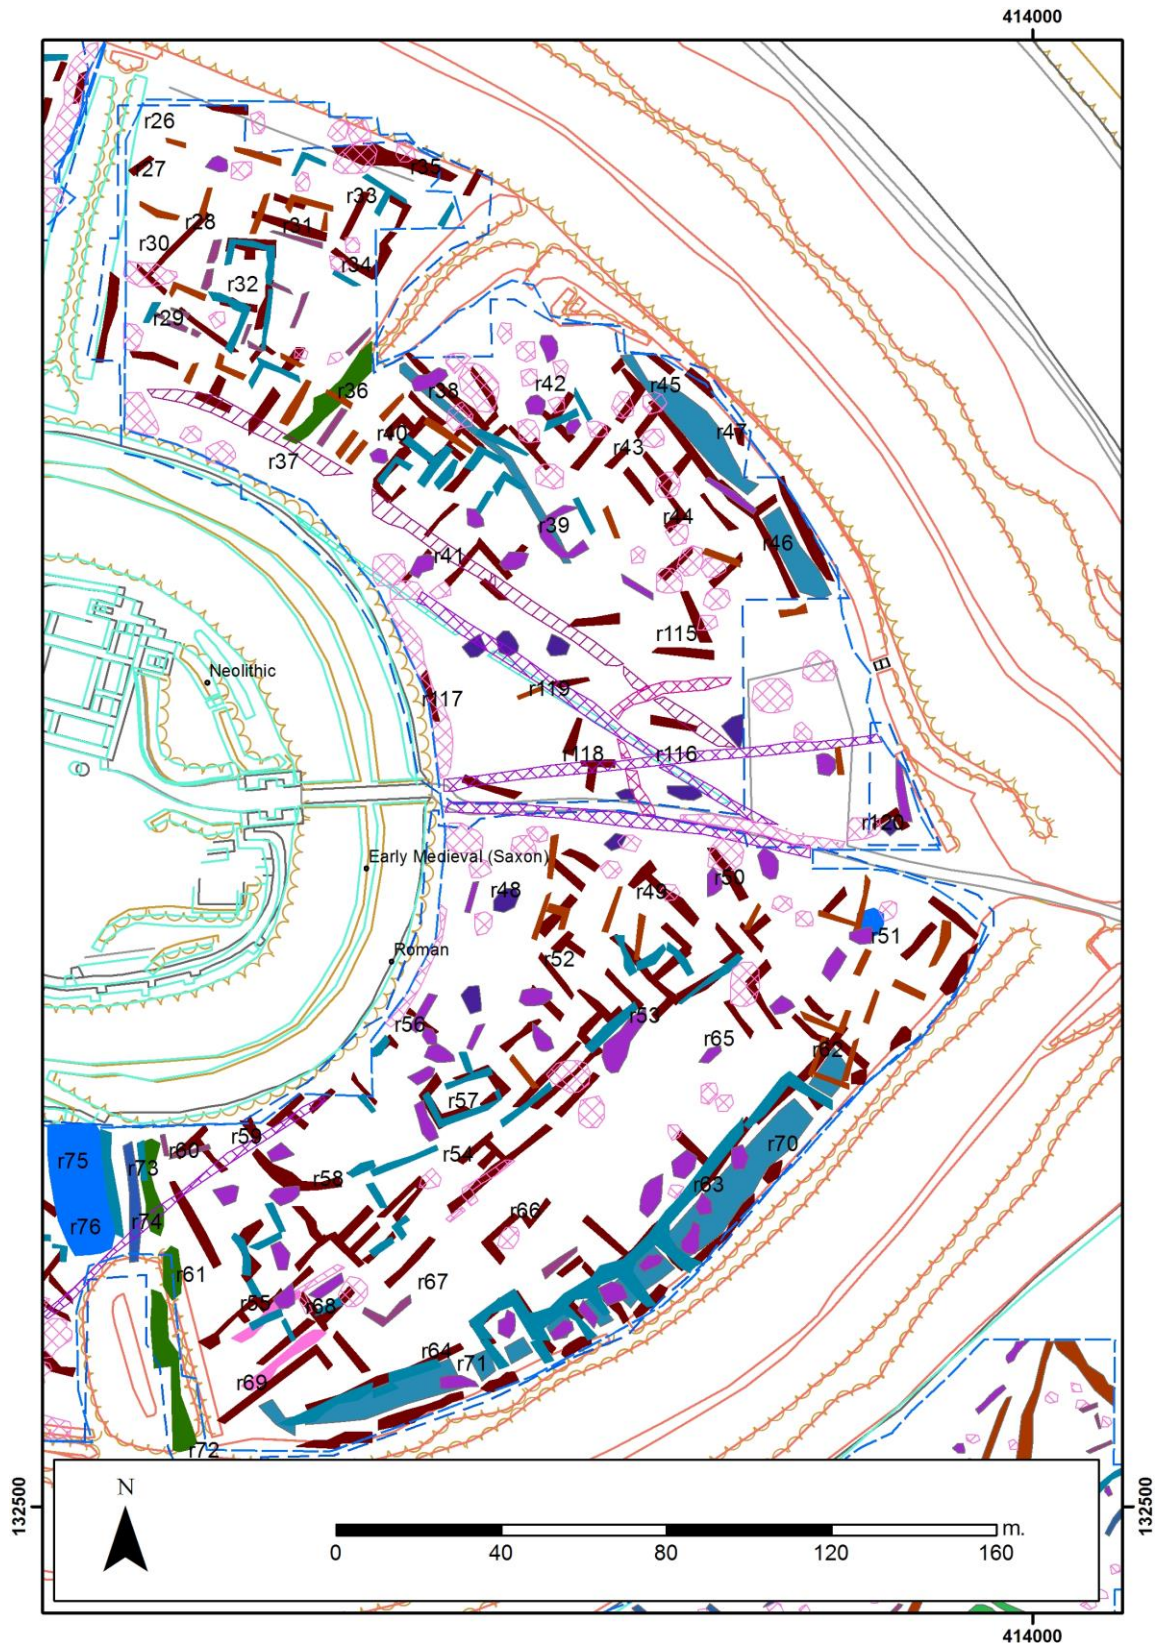 414000
r26
r27
r35
r33
r28
r31
r30
r34
r32
r29
r36
r38
r42
r45
r40
r47
r43
r37
r44
r39
r46
r41
r115
Neolithic
r119
r117
r118
r116
r120
Early Medieval (Saxon)
r50
r48
r49
r51
Roman
r52
r53
r56
r65
r62
r57
r59
r70
r60
r54
r75
r73
r58
r63
r74
r76
r66
r61
r67
r55
r68
r64
r71
r69
r72
N
132500
132500
m.
0
40
80
120
160
414000